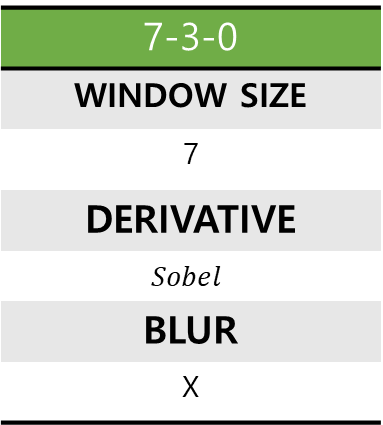 7-3-0
WINDOW SIZE
7
DERIVATIVE
Sobel
BLUR
X